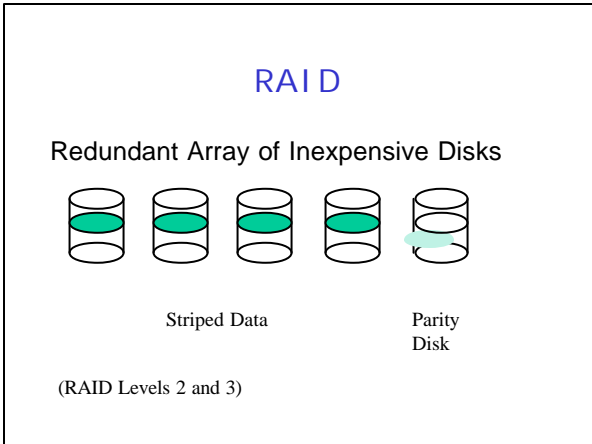 RAID
Redundant Array of Inexpensive Disks
Striped Data
Parity
Disk
(RAID Levels 2 and 3)